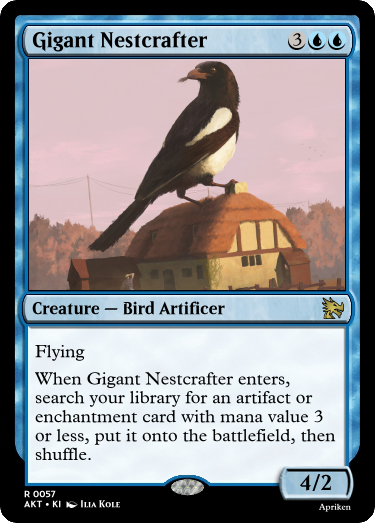 Gigant Nestcrafter 3
Creature — Bird Artificer
Flying
When Gigant Nestcrafter enters,
search your library for an artifact or
enchantment card with mana value 3
or less, put it onto the battlefield, then
shuffle.
4/2
R 0057
AKT • KI Ilia Kole
Apriken